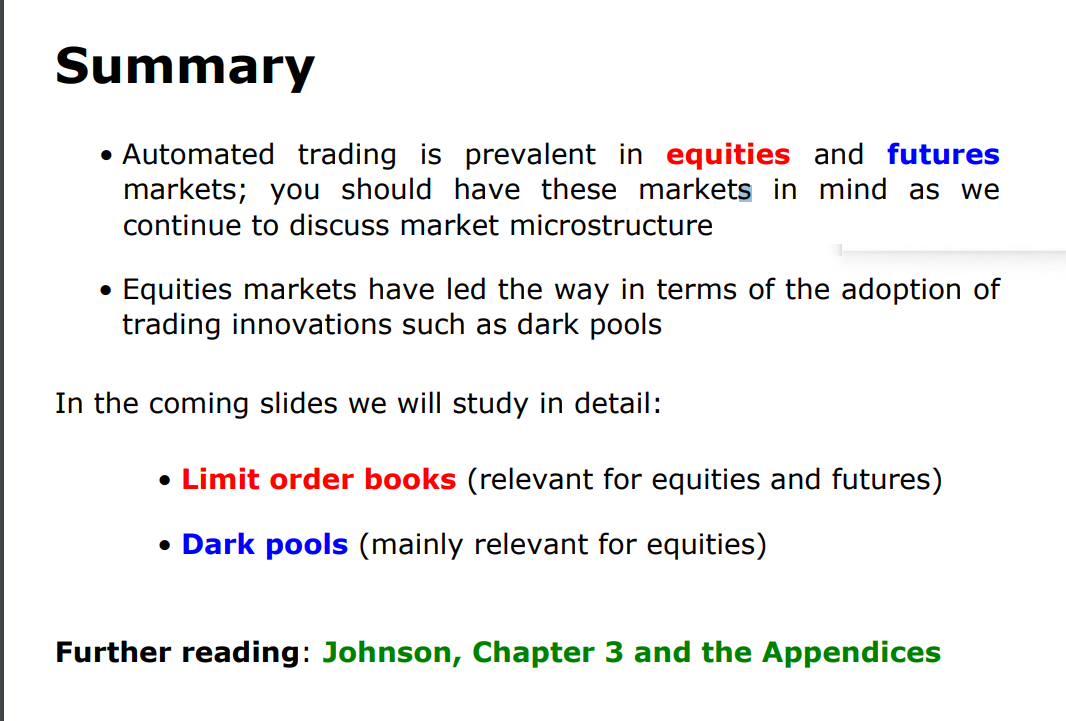 Summary
• Automated trading is prevalent in equities and futures
markets; you should have these markets in mind as we
continue to discuss market microstructure
• Equities markets have led the way in terms of the adoption of
trading innovations such as dark pools
In the coming slides we will study in detail:
• Limit order books (relevant for equities and futures)
• Dark pools (mainly relevant for equities)
Further reading: Johnson, Chapter 3 and the Appendices